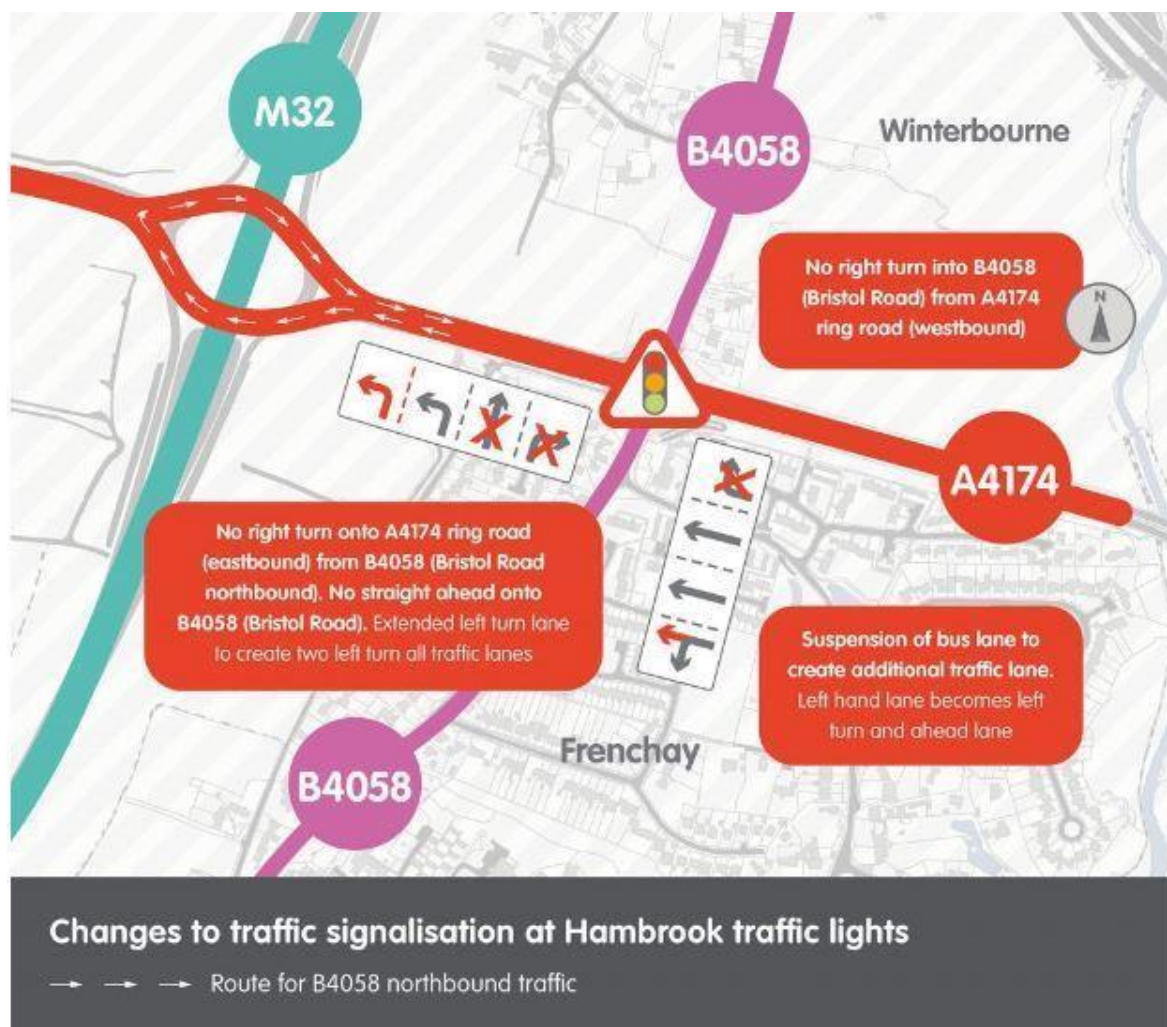 M32
B4058
Winterbourne
No right turn into B4058
(Bristol Road) from A4174
ring road (westbound)
N
A4174
No right turn onto A4174 ring road
(eastbound) from B4058 (Bristol Road
northbound). No straight ahead onto
B4058 (Bristol Road). Extended left turn lane
to create two left turn all traffic lanes
Suspension of bus lane to
create additional traffic lane.
Left hand lane becomes left
turn and ahead lane
Frenchay
B4058
Changes to traffic signalisation at Hambrook traffic lights
Route for B4058 northbound traffic